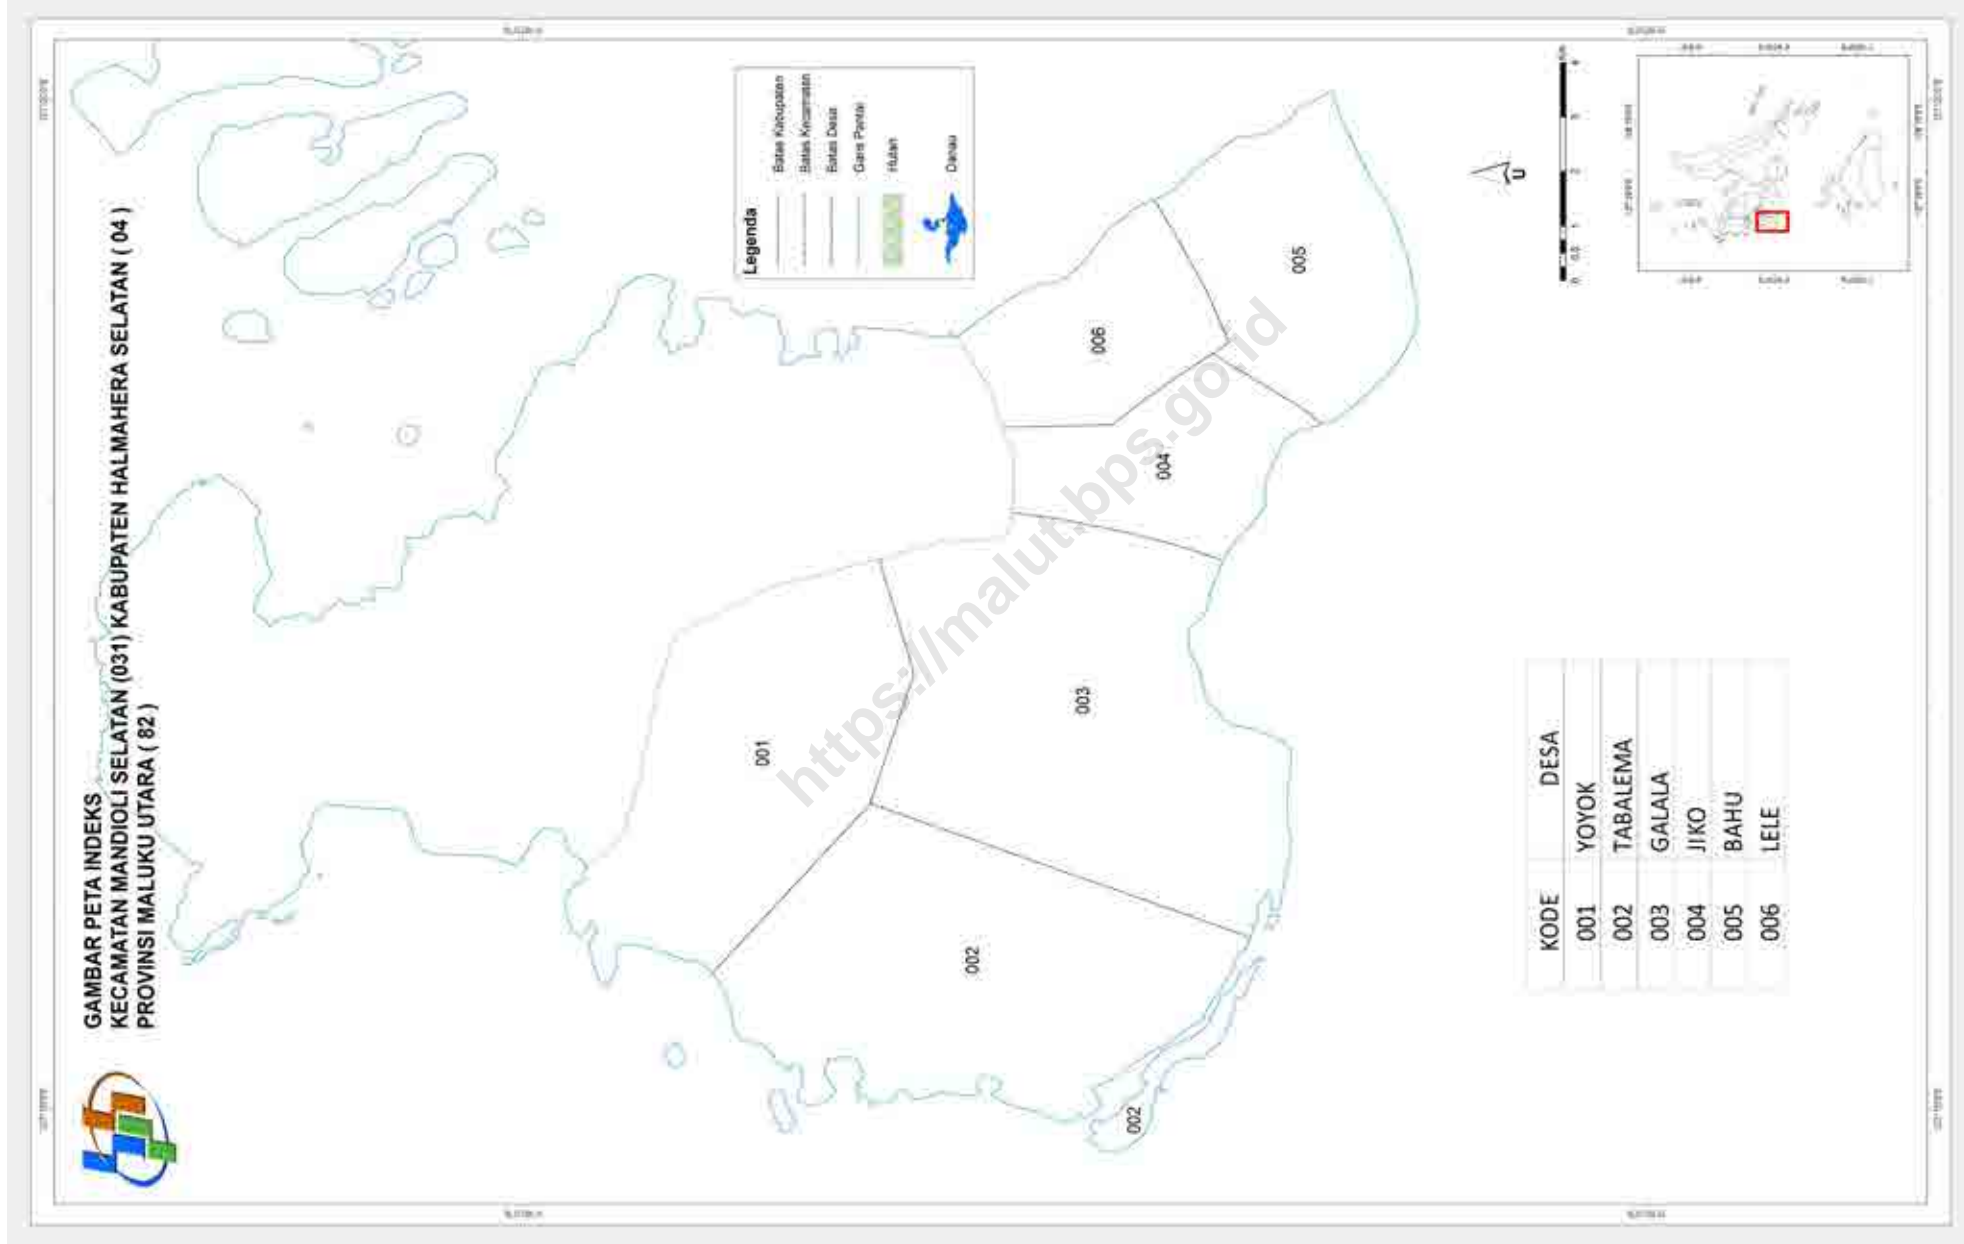 GAMBAR PETA INDEKS
KECAMATAN MANDIOLI SELATAN (031) KABUPATEN HALMAHERA SELATAN ( 04 )
PROVINSI MALUKU UTARA ( 82 )
Legenda
Batas Kabupaten
Batas Kecamatan
Batas Desa
Garis Pantai
Hutan
Danau
U
001
002
002
003
004
005
006
https://malut.bps.go.id
KODE DESA
001 YOYOK
002 TABALEMA
003 GALALA
004 JIKO
005 BAHU
006 LELE